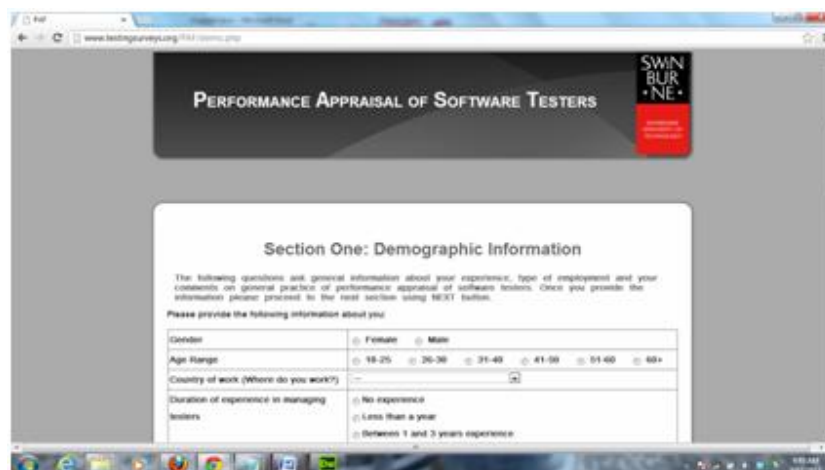 www.testingsurveys.org
PERFORMANCE APPRAISAL OF SOFTWARE TESTERS
SWIN
BUR
• NE •
Section One: Demographic Information
The following questions ask general information about your experience, type of employment and your
comments on general practice of performance appraisal of software testers. Once you provide the
information please proceed to the next section using NEXT button.
Please provide the following information about you:
Gender Female Male
Age Range 18-25 26-30 31-40 41-50 51-60 60+
Country of work (Where do you work?) --
Duration of experience in managing
testers
No experience
Less than a year
Between 1 and 3 years experience